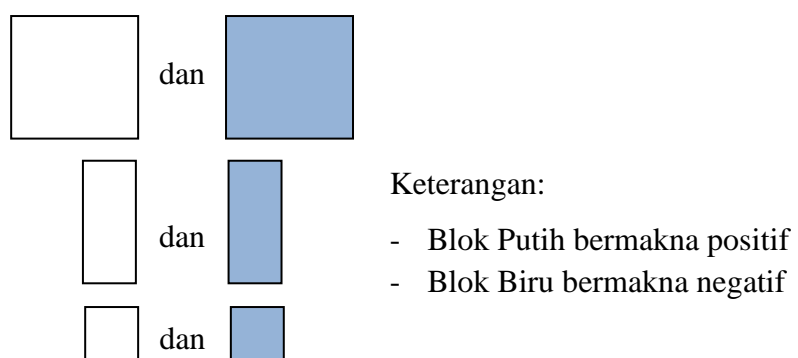 dan
dan
Keterangan:
- Blok Putih bermakna positif
- Blok Biru bermakna negatif
dan